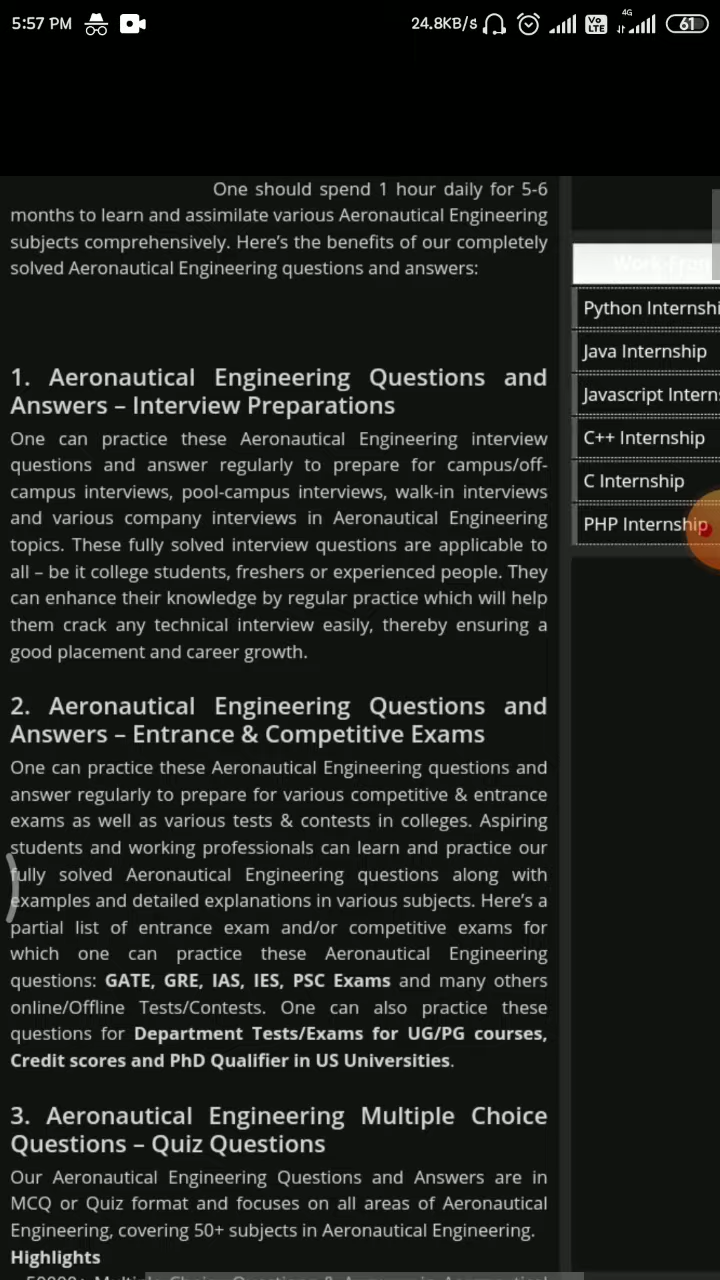 5:57 PM
24.8KB/s
Vo
LTE
4G
61
One should spend 1 hour daily for 5-6
months to learn and assimilate various Aeronautical Engineering
subjects comprehensively. Here's the benefits of our completely
solved Aeronautical Engineering questions and answers:
1. Aeronautical Engineering Questions and
Answers – Interview Preparations
One can practice these Aeronautical Engineering interview
questions and answer regularly to prepare for campus/off-
campus interviews, pool-campus interviews, walk-in interviews
and various company interviews in Aeronautical Engineering
topics. These fully solved interview questions are applicable to
all – be it college students, freshers or experienced people. They
can enhance their knowledge by regular practice which will help
them crack any technical interview easily, thereby ensuring a
good placement and career growth.
2. Aeronautical Engineering Questions and
Answers – Entrance & Competitive Exams
One can practice these Aeronautical Engineering questions and
answer regularly to prepare for various competitive & entrance
exams as well as various tests & contests in colleges. Aspiring
students and working professionals can learn and practice our
fully solved Aeronautical Engineering questions along with
examples and detailed explanations in various subjects. Here's a
partial list of entrance exam and/or competitive exams for
which one can practice these Aeronautical Engineering
questions: GATE, GRE, IAS, IES, PSC Exams and many others
online/Offline Tests/Contests. One can also practice these
questions for Department Tests/Exams for UG/PG courses,
Credit scores and PhD Qualifier in US Universities.
3. Aeronautical Engineering Multiple Choice
Questions – Quiz Questions
Our Aeronautical Engineering Questions and Answers are in
MCQ or Quiz format and focuses on all areas of Aeronautical
Engineering, covering 50+ subjects in Aeronautical Engineering.
Highlights
Python Internshi
Java Internship
Javascript Intern
C++ Internship
C Internship
PHP Internship